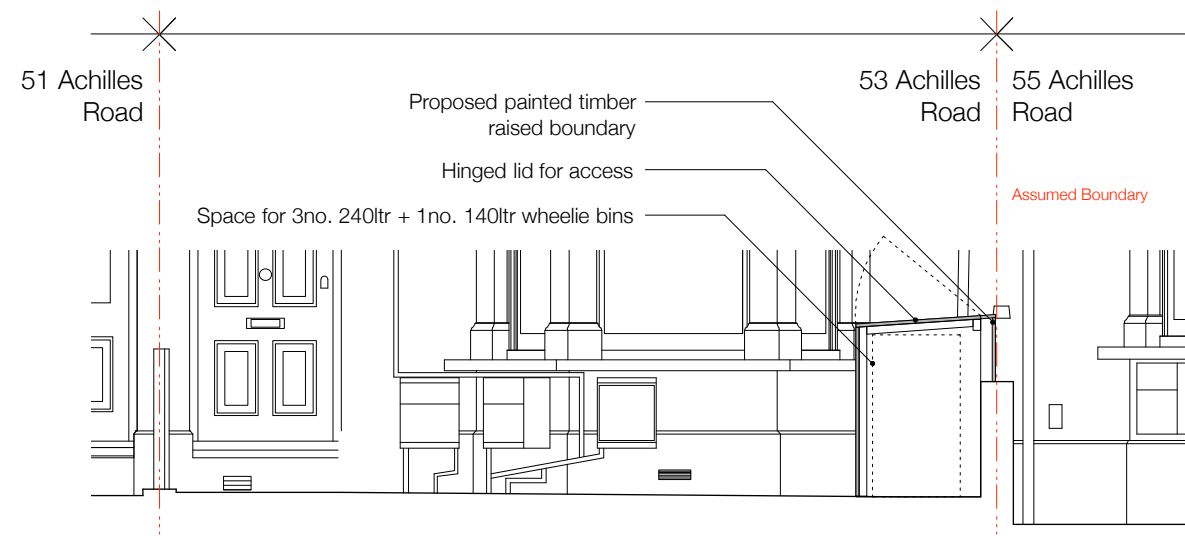 51 Achilles
Road
53 Achilles
Road
55 Achilles
Road
Proposed painted timber
raised boundary
Hinged lid for access
Assumed Boundary
Space for 3no. 240ltr + 1no. 140ltr wheelie bins